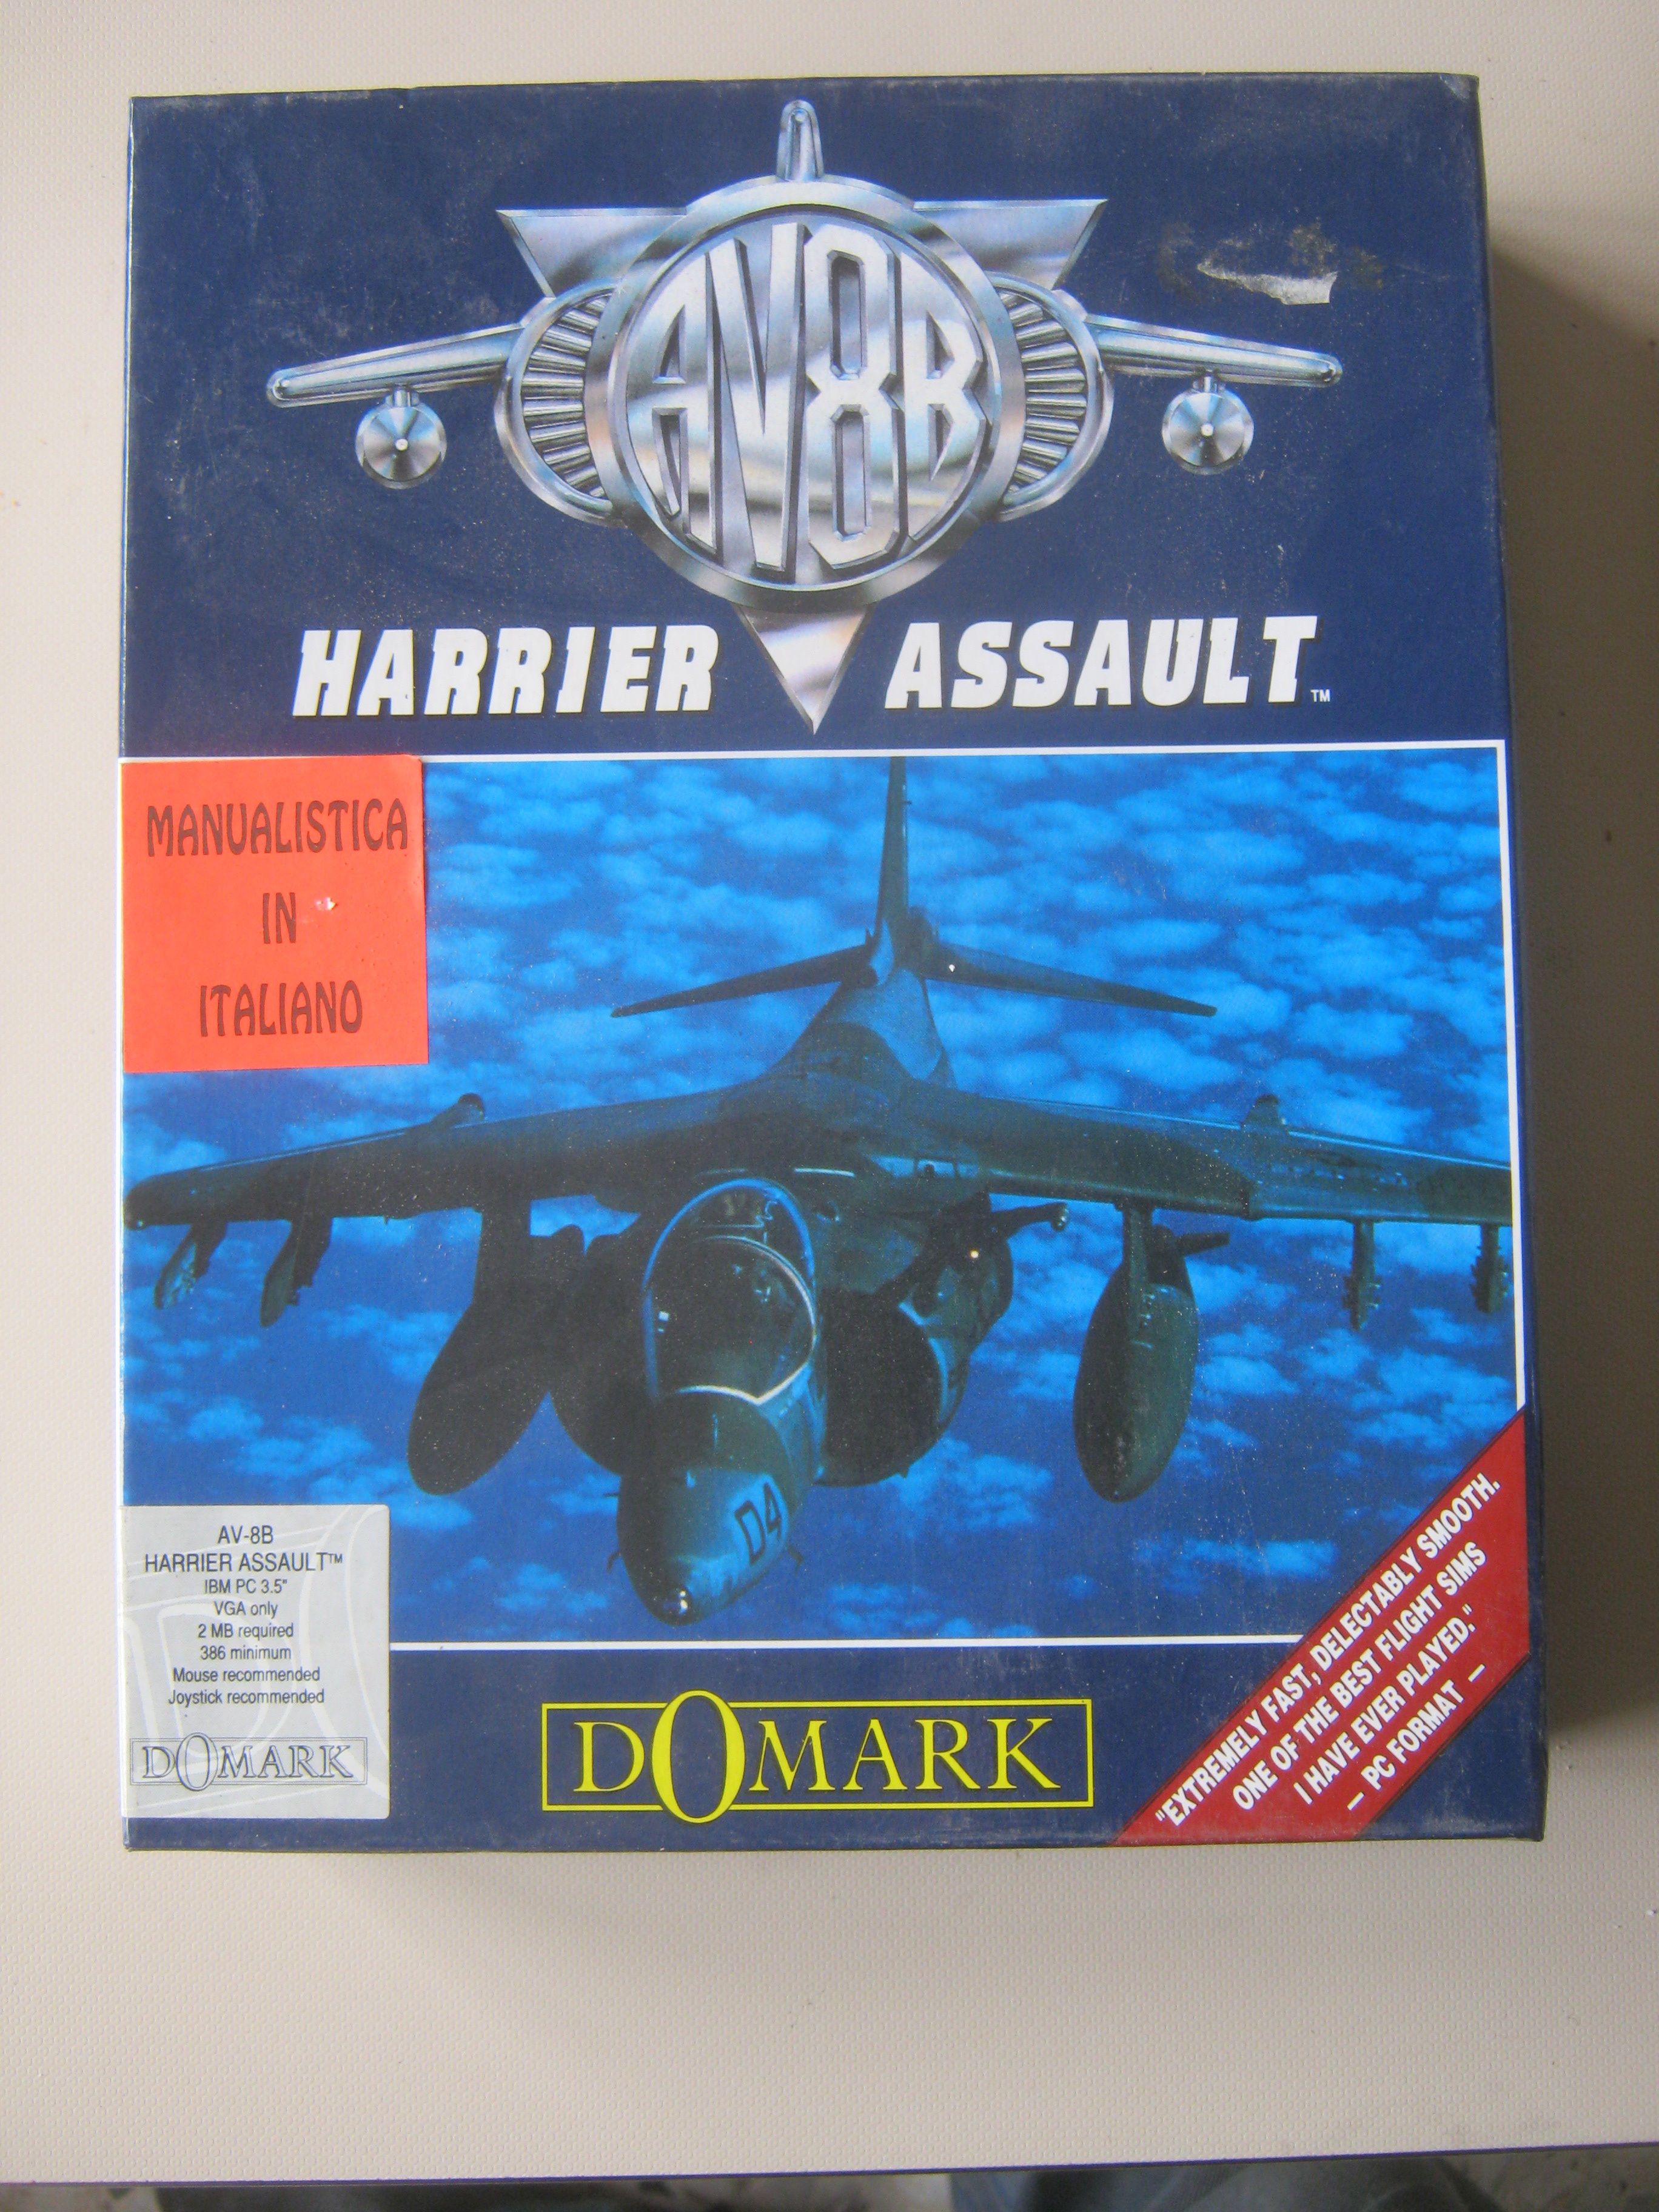 AV8B
HARRIER ASSAULT™
MANUALISTICA
IN
ITALIANO
D4
AV-8B
HARRIER ASSAULT™
IBM PC 3.5"
VGA only
2 MB required
386 minimum
Mouse recommended
Joystick recommended
DOMARK
DOMARK
"EXTREMELY FAST, DELECTABLY SMOOTH.
ONE OF THE BEST FLIGHT SIMS
I HAVE EVER PLAYED."
– PC FORMAT –